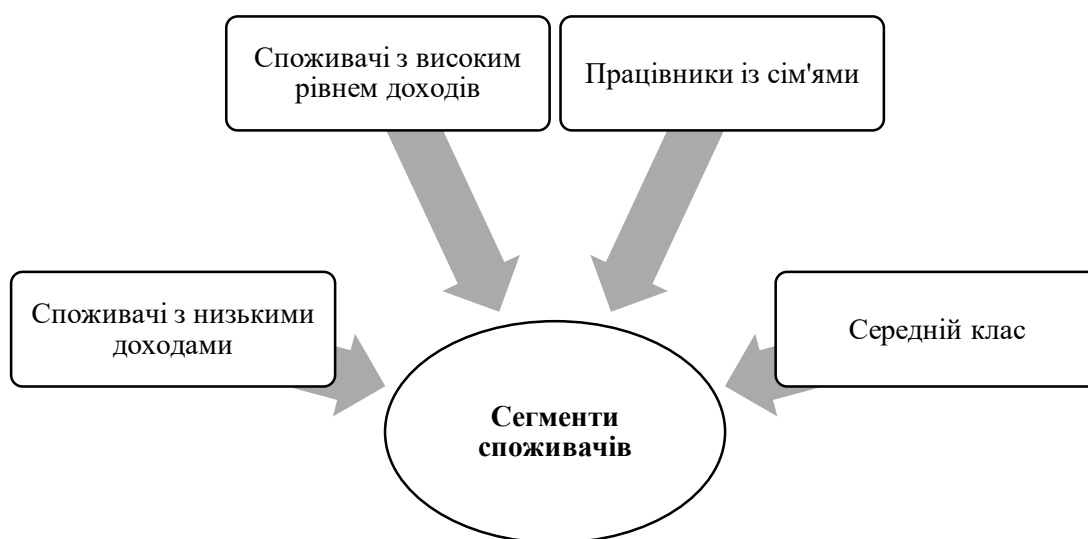 Споживачі з високим
рівнем доходів
Працівники із сім'ями
Споживачі з низькими
доходами
Середній клас
Сегменти
споживачів